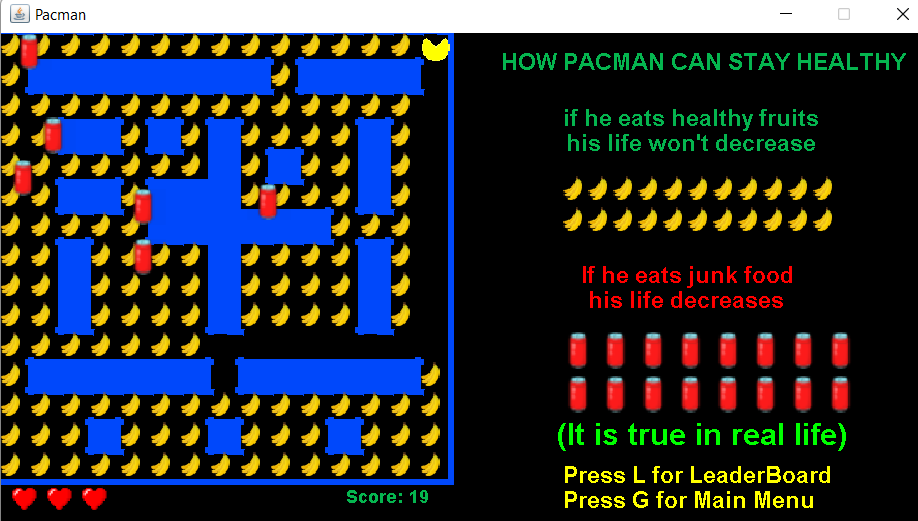 Pacman
HOW PACMAN CAN STAY HEALTHY
if he eats healthy fruits
his life won't decrease
If he eats junk food
his life decreases
(It is true in real life)
Press L for LeaderBoard
Press G for Main Menu
Score: 19